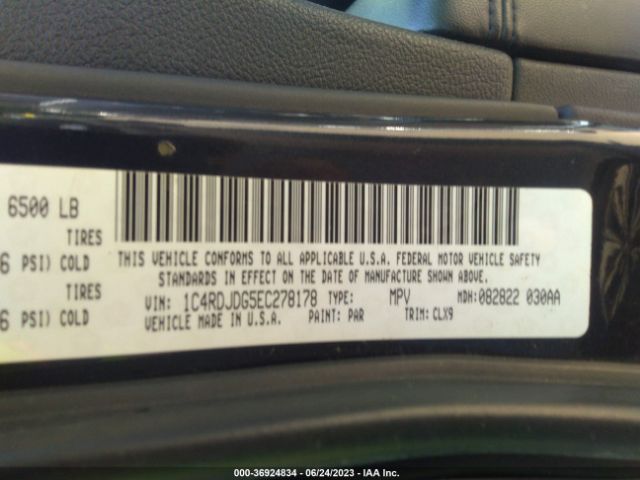 6500 LB
TIRES
6 PSI) COLD
TIRES
6 PSI) COLD
THIS VEHICLE CONFORMS TO ALL APPLICABLE U.S.A. FEDERAL MOTOR VEHICLE SAFETY
STANDARDS IN EFFECT ON THE DATE OF MANUFACTURE SHOWN ABOVE.
VIN: 1C4RDJDG5EC278178 TYPE: MPV MDH:082822 030AA
VEHICLE MADE IN U.S.A. PAINT: PAR TRIM: CLX9
000-36924834 - 06/24/2023 - IAA Inc.